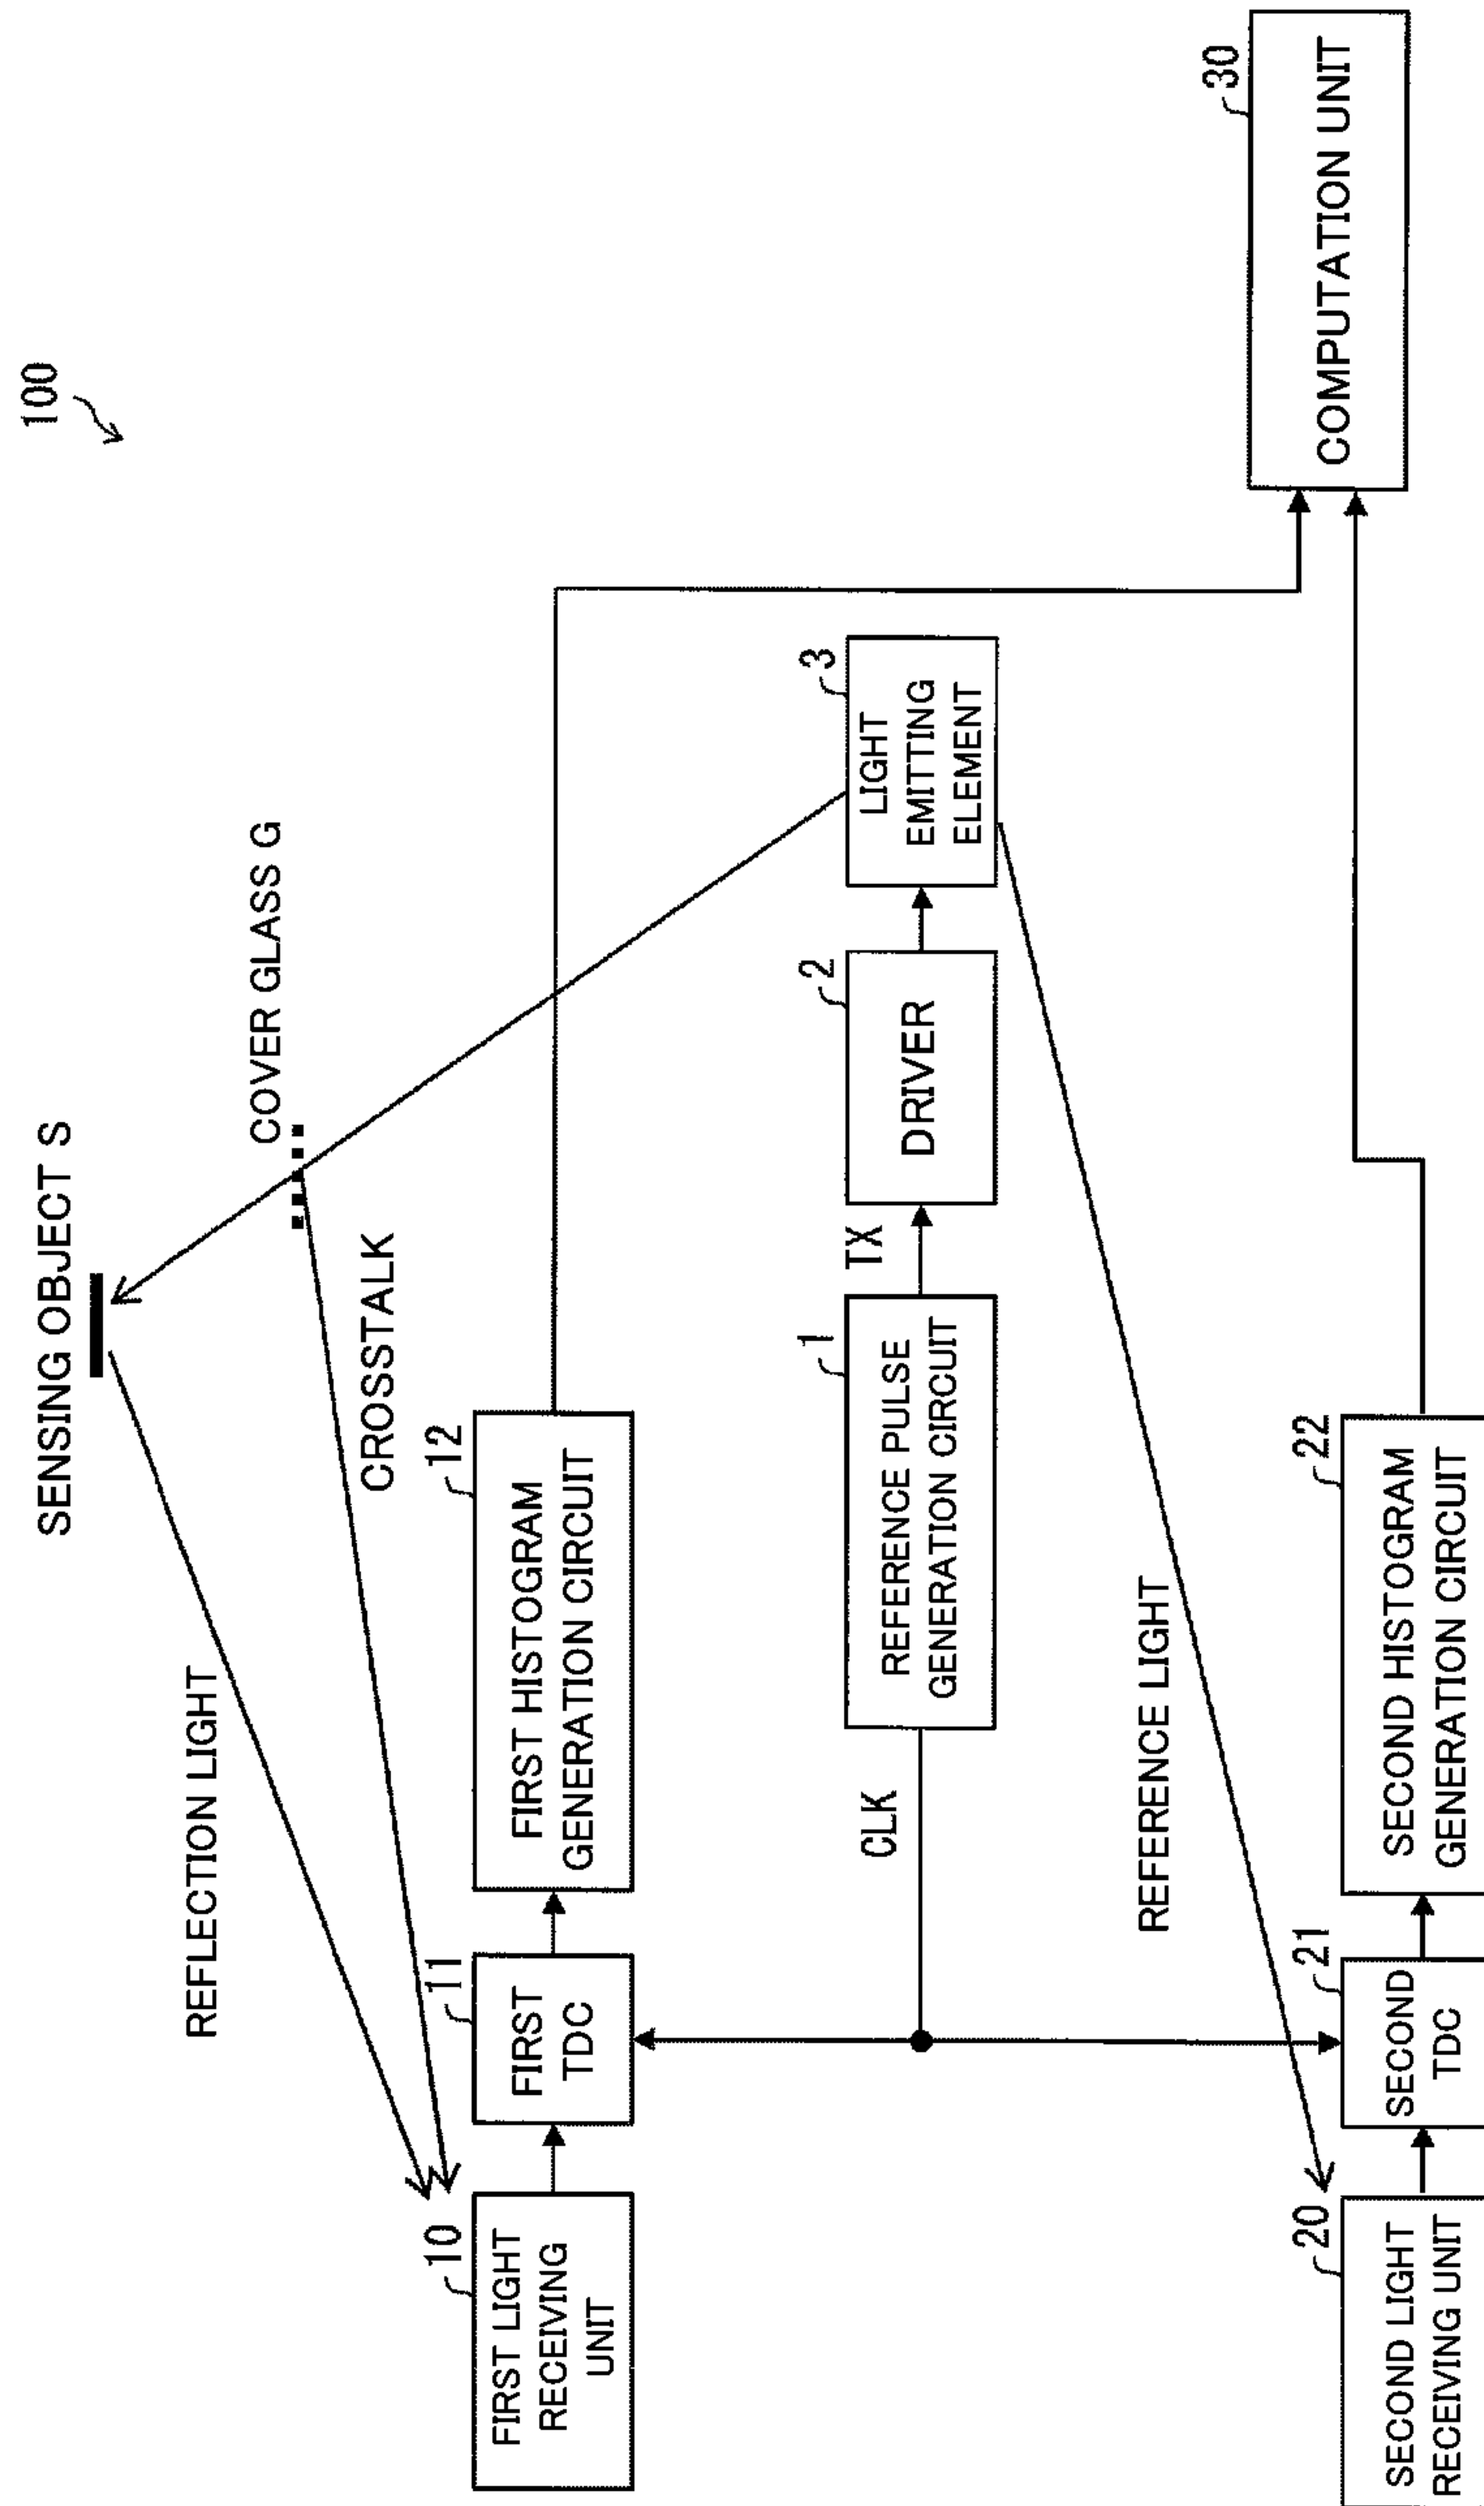 100
SENSING OBJECT S
COVER GLASS G
REFLECTION LIGHT
CROSSTALK
10
FIRST LIGHT
RECEIVING
UNIT
11
FIRST
TDC
12
FIRST HISTOGRAM
GENERATION CIRCUIT
CLK
1
REFERENCE PULSE
GENERATION CIRCUIT
TX
2
DRIVER
3
LIGHT
EMITTING
ELEMENT
REFERENCE LIGHT
20
SECOND LIGHT
RECEIVING UNIT
21
SECOND
TDC
22
SECOND HISTOGRAM
GENERATION CIRCUIT
30
COMPUTATION UNIT